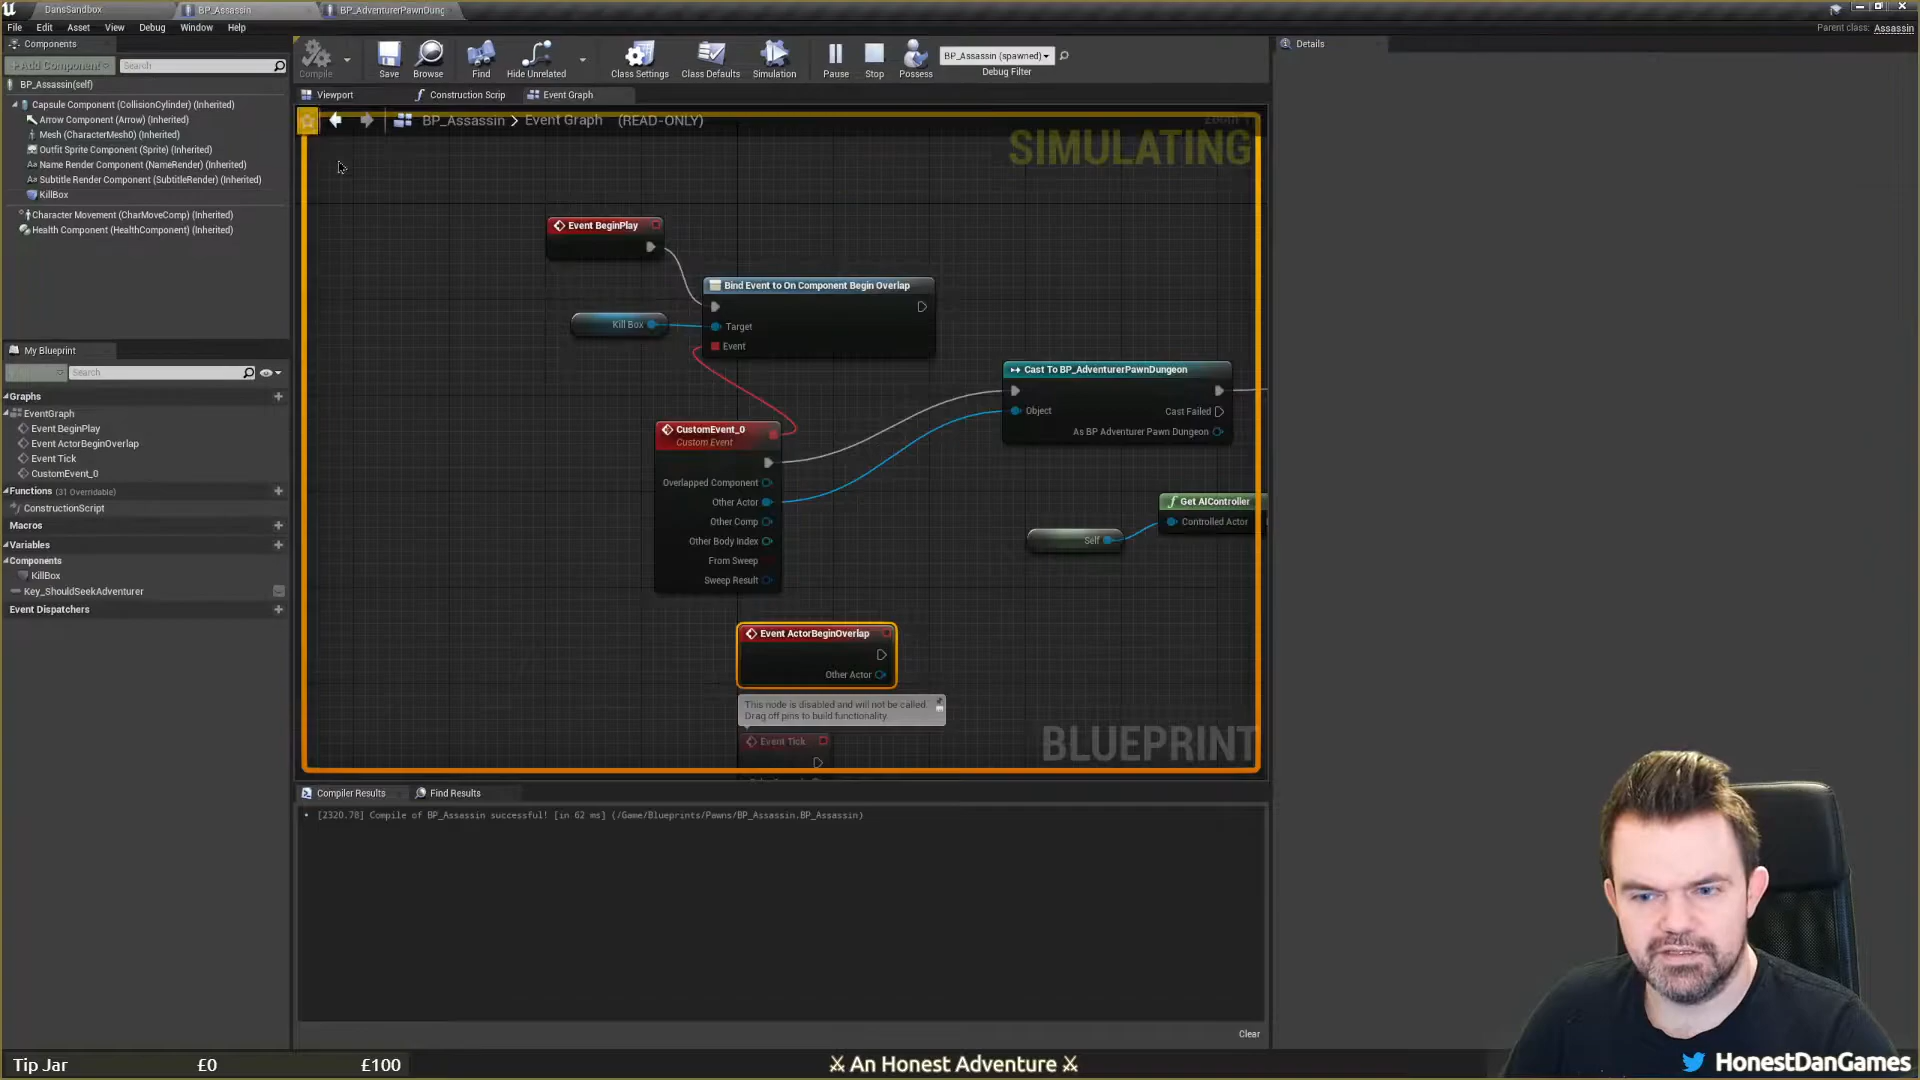 DansSandbox
BP_Assassin
BP_AdventurerPawnDung
File Edit Asset View Debug Window Help
Parent class: Assassin
Components
+Add Component
Search
BP_Assassin(self)
Capsule Component (CollisionCylinder) (Inherited)
Arrow Component (Arrow) (Inherited)
Mesh (CharacterMesh0) (Inherited)
Outfit Sprite Component (Sprite) (Inherited)
Name Render Component (NameRender) (Inherited)
Subtitle Render Component (SubtitleRender) (Inherited)
KillBox
Character Movement (CharMoveComp) (Inherited)
Health Component (HealthComponent) (Inherited)
My Blueprint
Search
Graphs
EventGraph
Event BeginPlay
Event ActorBeginOverlap
Event Tick
CustomEvent_0
Functions (31 Overridable)
ConstructionScript
Macros
Variables
Components
KillBox
Key_ShouldSeekAdventurer
Event Dispatchers
Compile
Save
Browse
Find
Hide Unrelated
Class Settings
Class Defaults
Simulation
Pause
Stop
Possess
BP_Assassin (spawned)
Debug Filter
Details
Viewport
Construction Scrip
Event Graph
BP_Assassin > Event Graph (READ-ONLY)
SIMULATING
Event BeginPlay
Bind Event to On Component Begin Overlap
Kill Box
Target
Event
Cast To BP_AdventurerPawnDungeon
Object
Cast Failed
As BP Adventurer Pawn Dungeon
CustomEvent_0
Custom Event
Overlapped Component
Other Actor
Other Comp
Other Body Index
From Sweep
Sweep Result
f Get AIController
Controlled Actor
Self
Event ActorBeginOverlap
Other Actor
This node is disabled and will not be called.
Drag off pins to build functionality.
Event Tick
BLUEPRINT
Compiler Results
Find Results
[2320.78] Compile of BP_Assassin successful! [in 62 ms] (/Game/Blueprints/Pawns/BP_Assassin.BP_Assassin)
Clear
Tip Jar £0 £100
⚔ An Honest Adventure ⚔
HonestDanGames